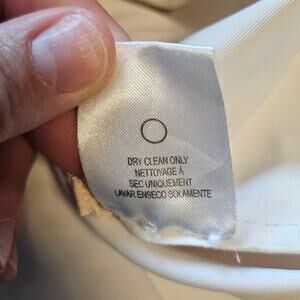 DRY CLEAN ONLY
NETTOYAGE À
SEC UNIQUEMENT
LAVAR ENSECO SOLAMENTE